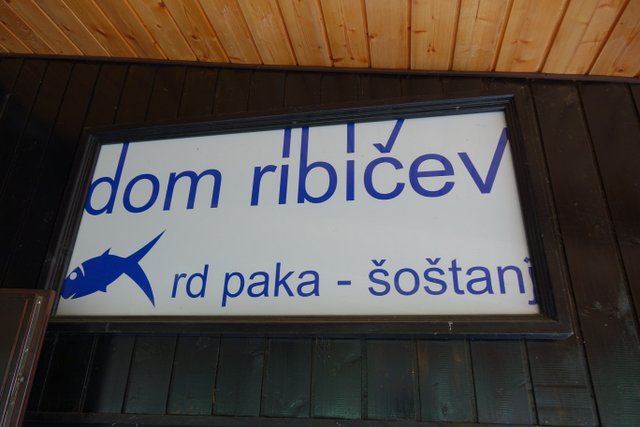 dom ribičev
rd paka - šoštanj